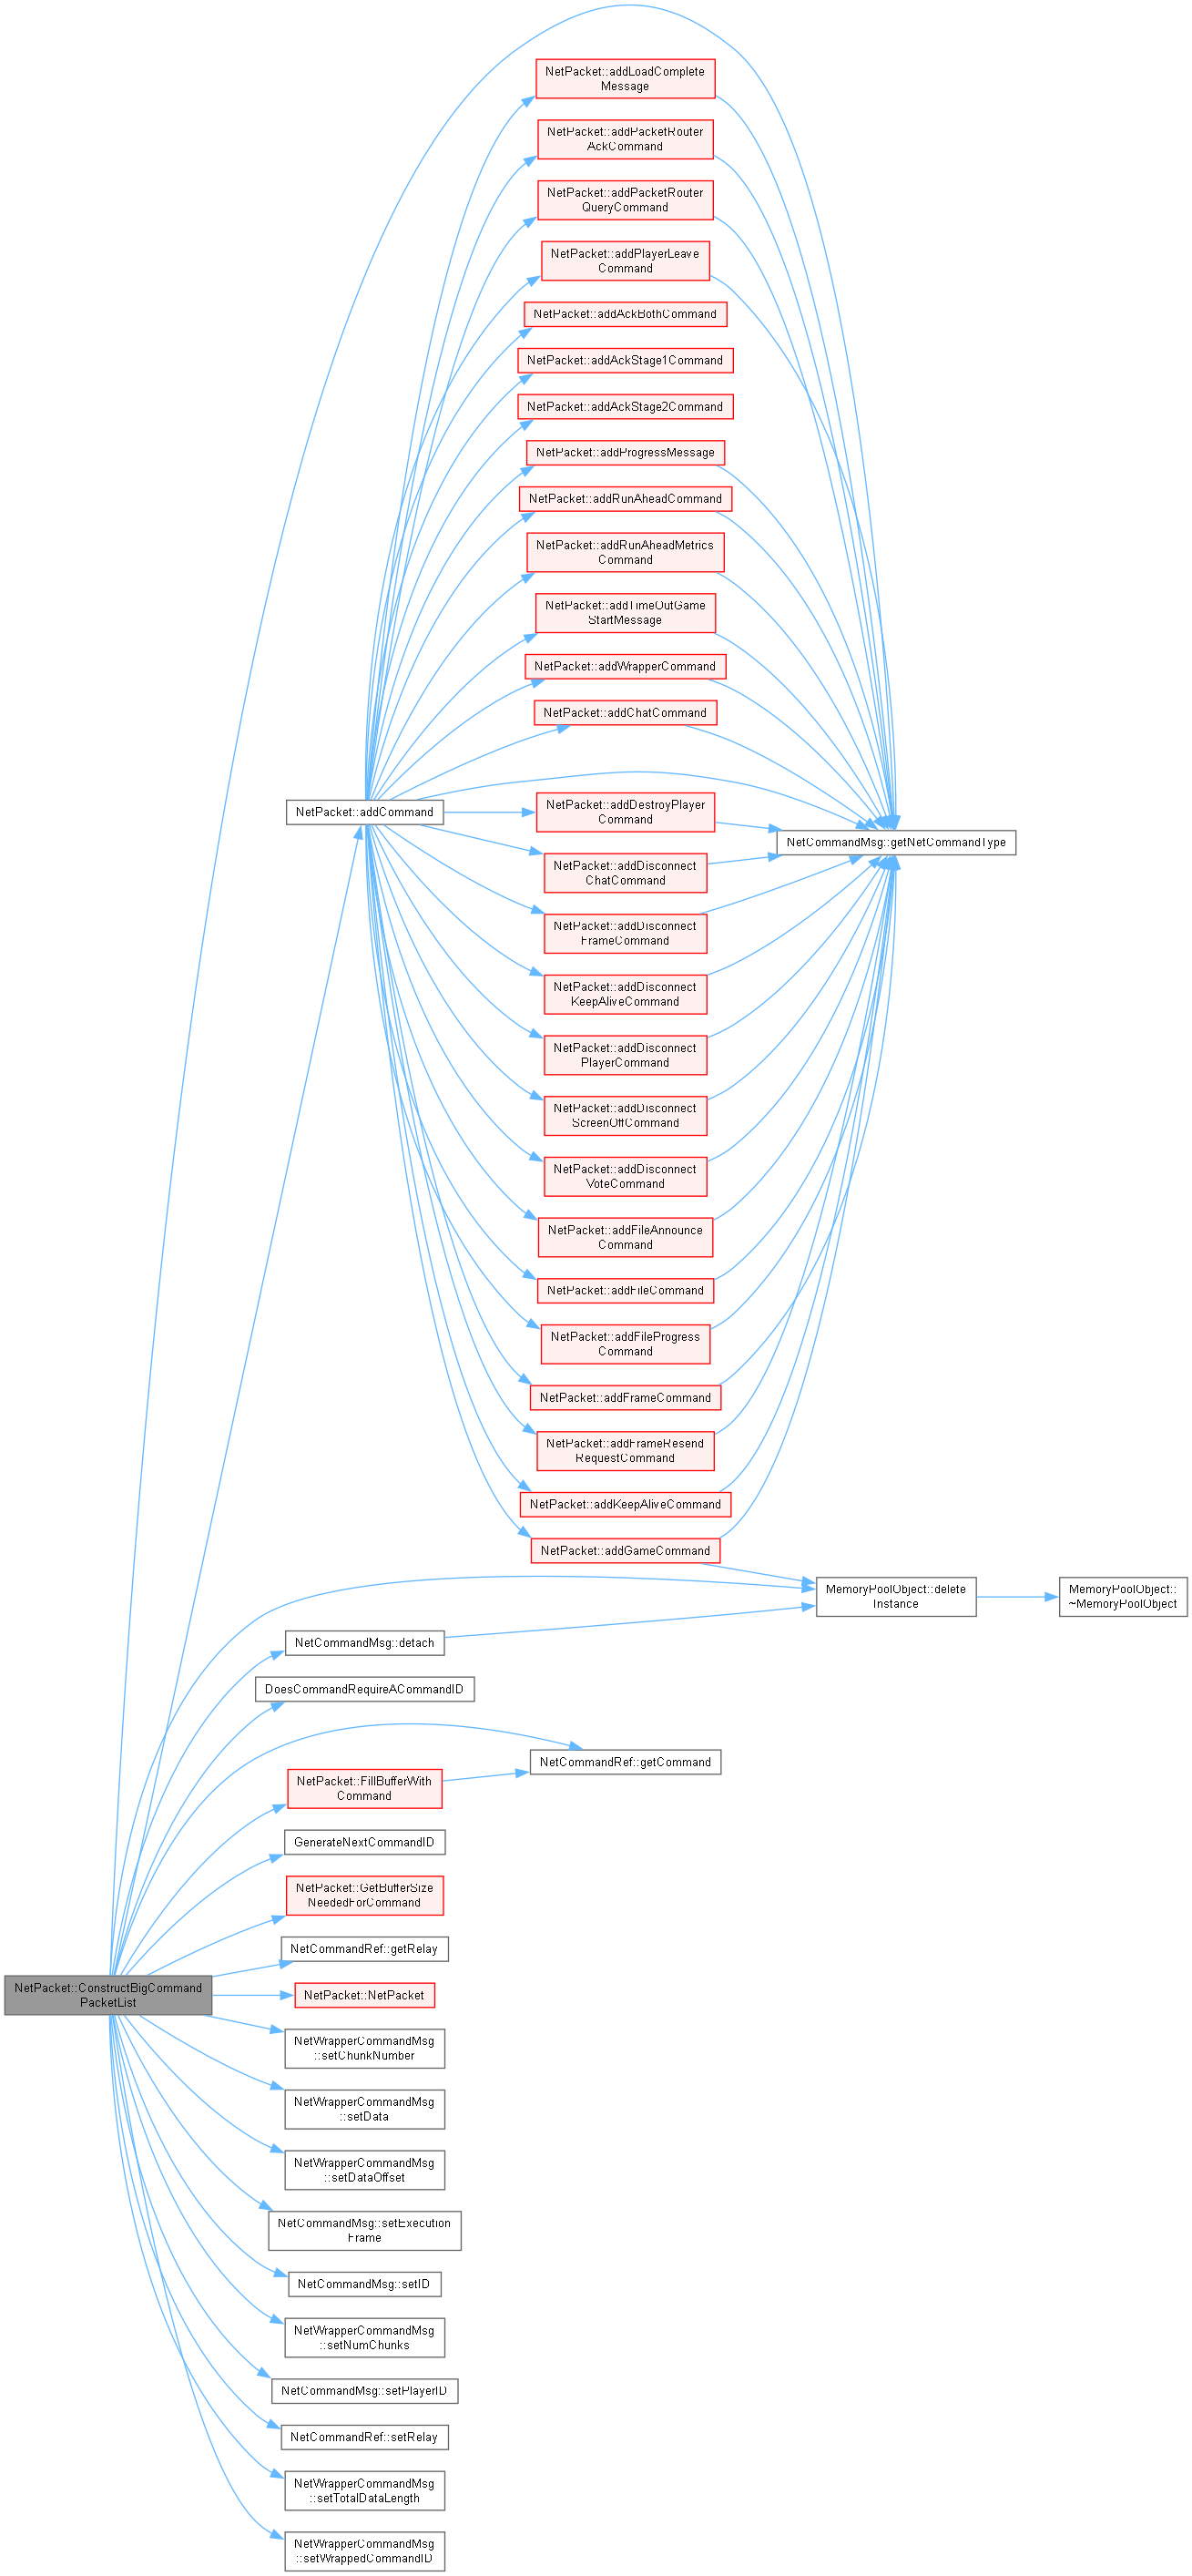 NetPacket::addLoadComplete
Message
NetPacket::addPacketRouter
AckCommand
NetPacket::addPacketRouter
QueryCommand
NetPacket::addPlayerLeave
Command
NetPacket::addAckBothCommand
NetPacket::addAckStage1Command
NetPacket::addAckStage2Command
NetPacket::addProgressMessage
NetPacket::addRunAheadCommand
NetPacket::addRunAheadMetrics
Command
NetPacket::addTimeOutGame
StartMessage
NetPacket::addWrapperCommand
NetPacket::addChatCommand
NetPacket::addCommand
NetPacket::addDestroyPlayer
Command
NetCommandMsg::getNetCommandType
NetPacket::addDisconnect
ChatCommand
NetPacket::addDisconnect
FrameCommand
NetPacket::addDisconnect
KeepAliveCommand
NetPacket::addDisconnect
PlayerCommand
NetPacket::addDisconnect
ScreenOffCommand
NetPacket::addDisconnect
VoteCommand
NetPacket::addFileAnnounce
Command
NetPacket::addFileCommand
NetPacket::addFileProgress
Command
NetPacket::addFrameCommand
NetPacket::addFrameResend
RequestCommand
NetPacket::addKeepAliveCommand
NetPacket::addGameCommand
MemoryPoolObject::delete
Instance
MemoryPoolObject::
~MemoryPoolObject
NetCommandMsg::detach
DoesCommandRequireACommandID
NetCommandRef::getCommand
NetPacket::FillBufferWith
Command
GenerateNextCommandID
NetPacket::GetBufferSize
NeededForCommand
NetCommandRef::getRelay
NetPacket::ConstructBigCommand
PacketList
NetPacket::NetPacket
NetWrapperCommandMsg
::setChunkNumber
NetWrapperCommandMsg
::setData
NetWrapperCommandMsg
::setDataOffset
NetCommandMsg::setExecution
Frame
NetCommandMsg::setID
NetWrapperCommandMsg
::setNumChunks
NetCommandMsg::setPlayerID
NetCommandRef::setRelay
NetWrapperCommandMsg
::setTotalDataLength
NetWrapperCommandMsg
::setWrappedCommandID